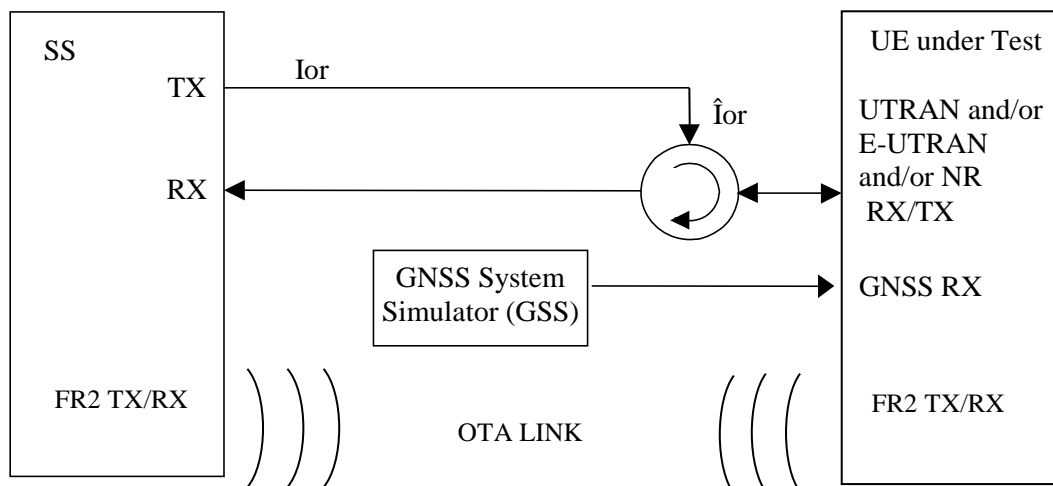 SS
TX
Ior
Îor
RX
UE under Test
UTRAN and/or
E-UTRAN
and/or NR
RX/TX
GNSS System
Simulator (GSS)
GNSS RX
FR2 TX/RX
OTA LINK
FR2 TX/RX